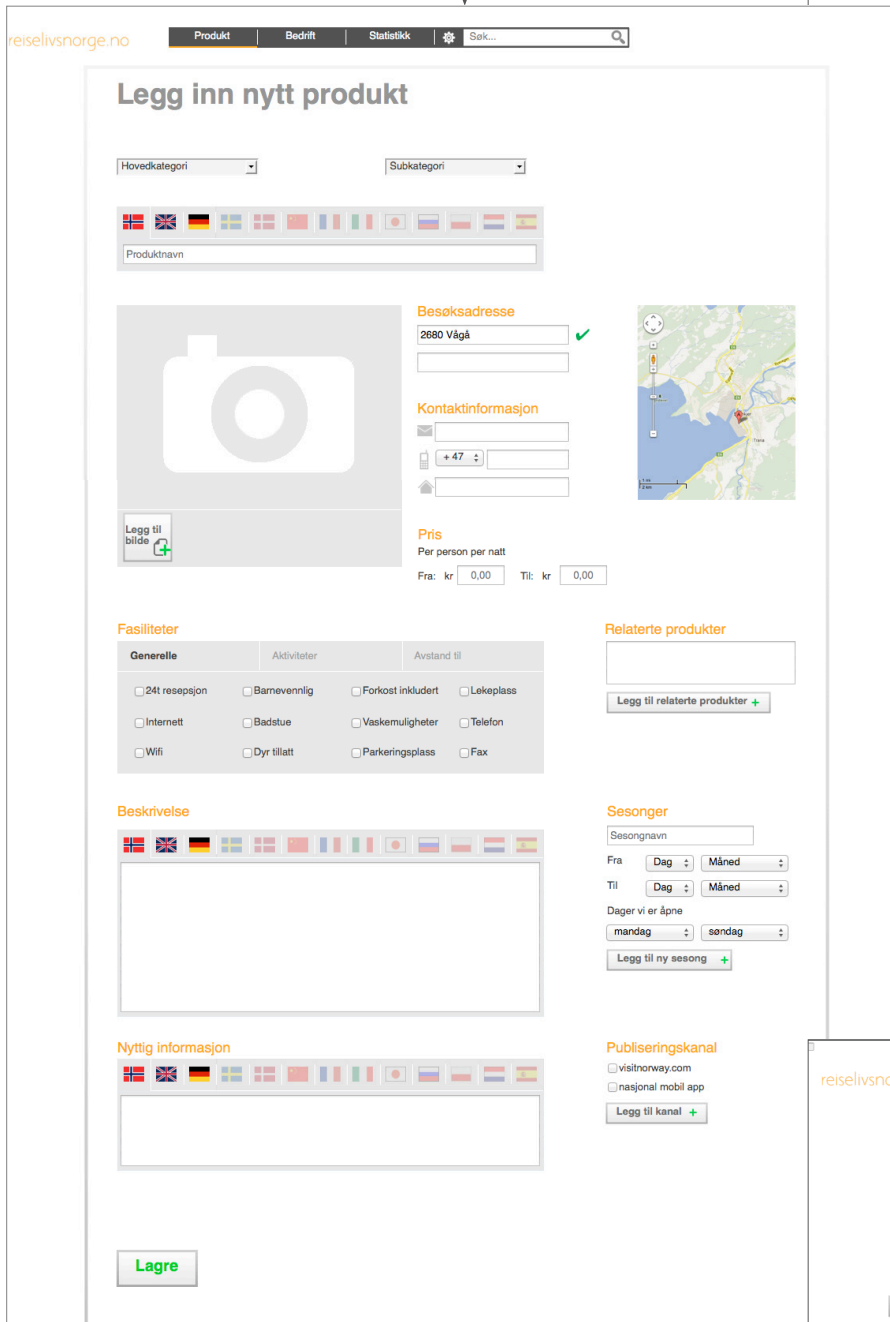 reiselivsnorge.no
Produkt
Bedrift
Statistikk
Søk...
Legg inn nytt produkt
Hovedkategori
Subkategori
Produktnavn
Besøksadresse
2680 Vågå
Kontaktinformasjon
+ 47
Legg til
bilde
Pris
Per person per natt
Fra: kr 0,00 Til: kr 0,00
Fasiliteter
Generelle
Aktiviteter
Avstand til
24t resepsjon
Barnevennlig
Forkost inkludert
Lekeplass
Internett
Badstue
Vaskemuligheter
Telefon
Wifi
Dyr tillatt
Parkeringsplass
Fax
Relaterte produkter
Legg til relaterte produkter +
Beskrivelse
Sesonger
Sesongnavn
Fra Dag Måned
Til Dag Måned
Dager vi er åpne
mandag søndag
Legg til ny sesong +
Nyttig informasjon
Publiseringskanal
visitnorway.com
nasjonal mobil app
Legg til kanal +
reiselivsno
Lagre